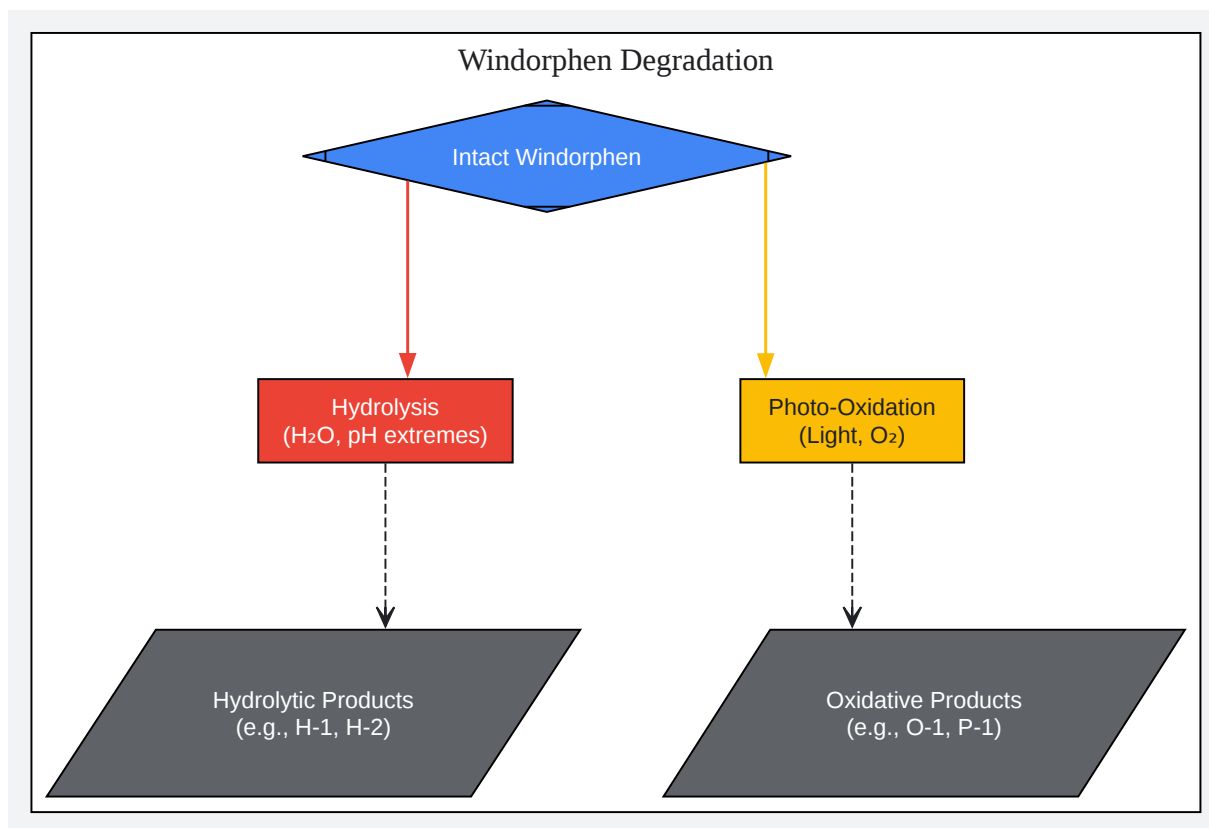 Windorphen Degradation
Intact Windorphen
Hydrolysis
(H₂O, pH extremes)
Photo-Oxidation
(Light, O₂)
Hydrolytic Products
(e.g., H-1, H-2)
Oxidative Products
(e.g., O-1, P-1)